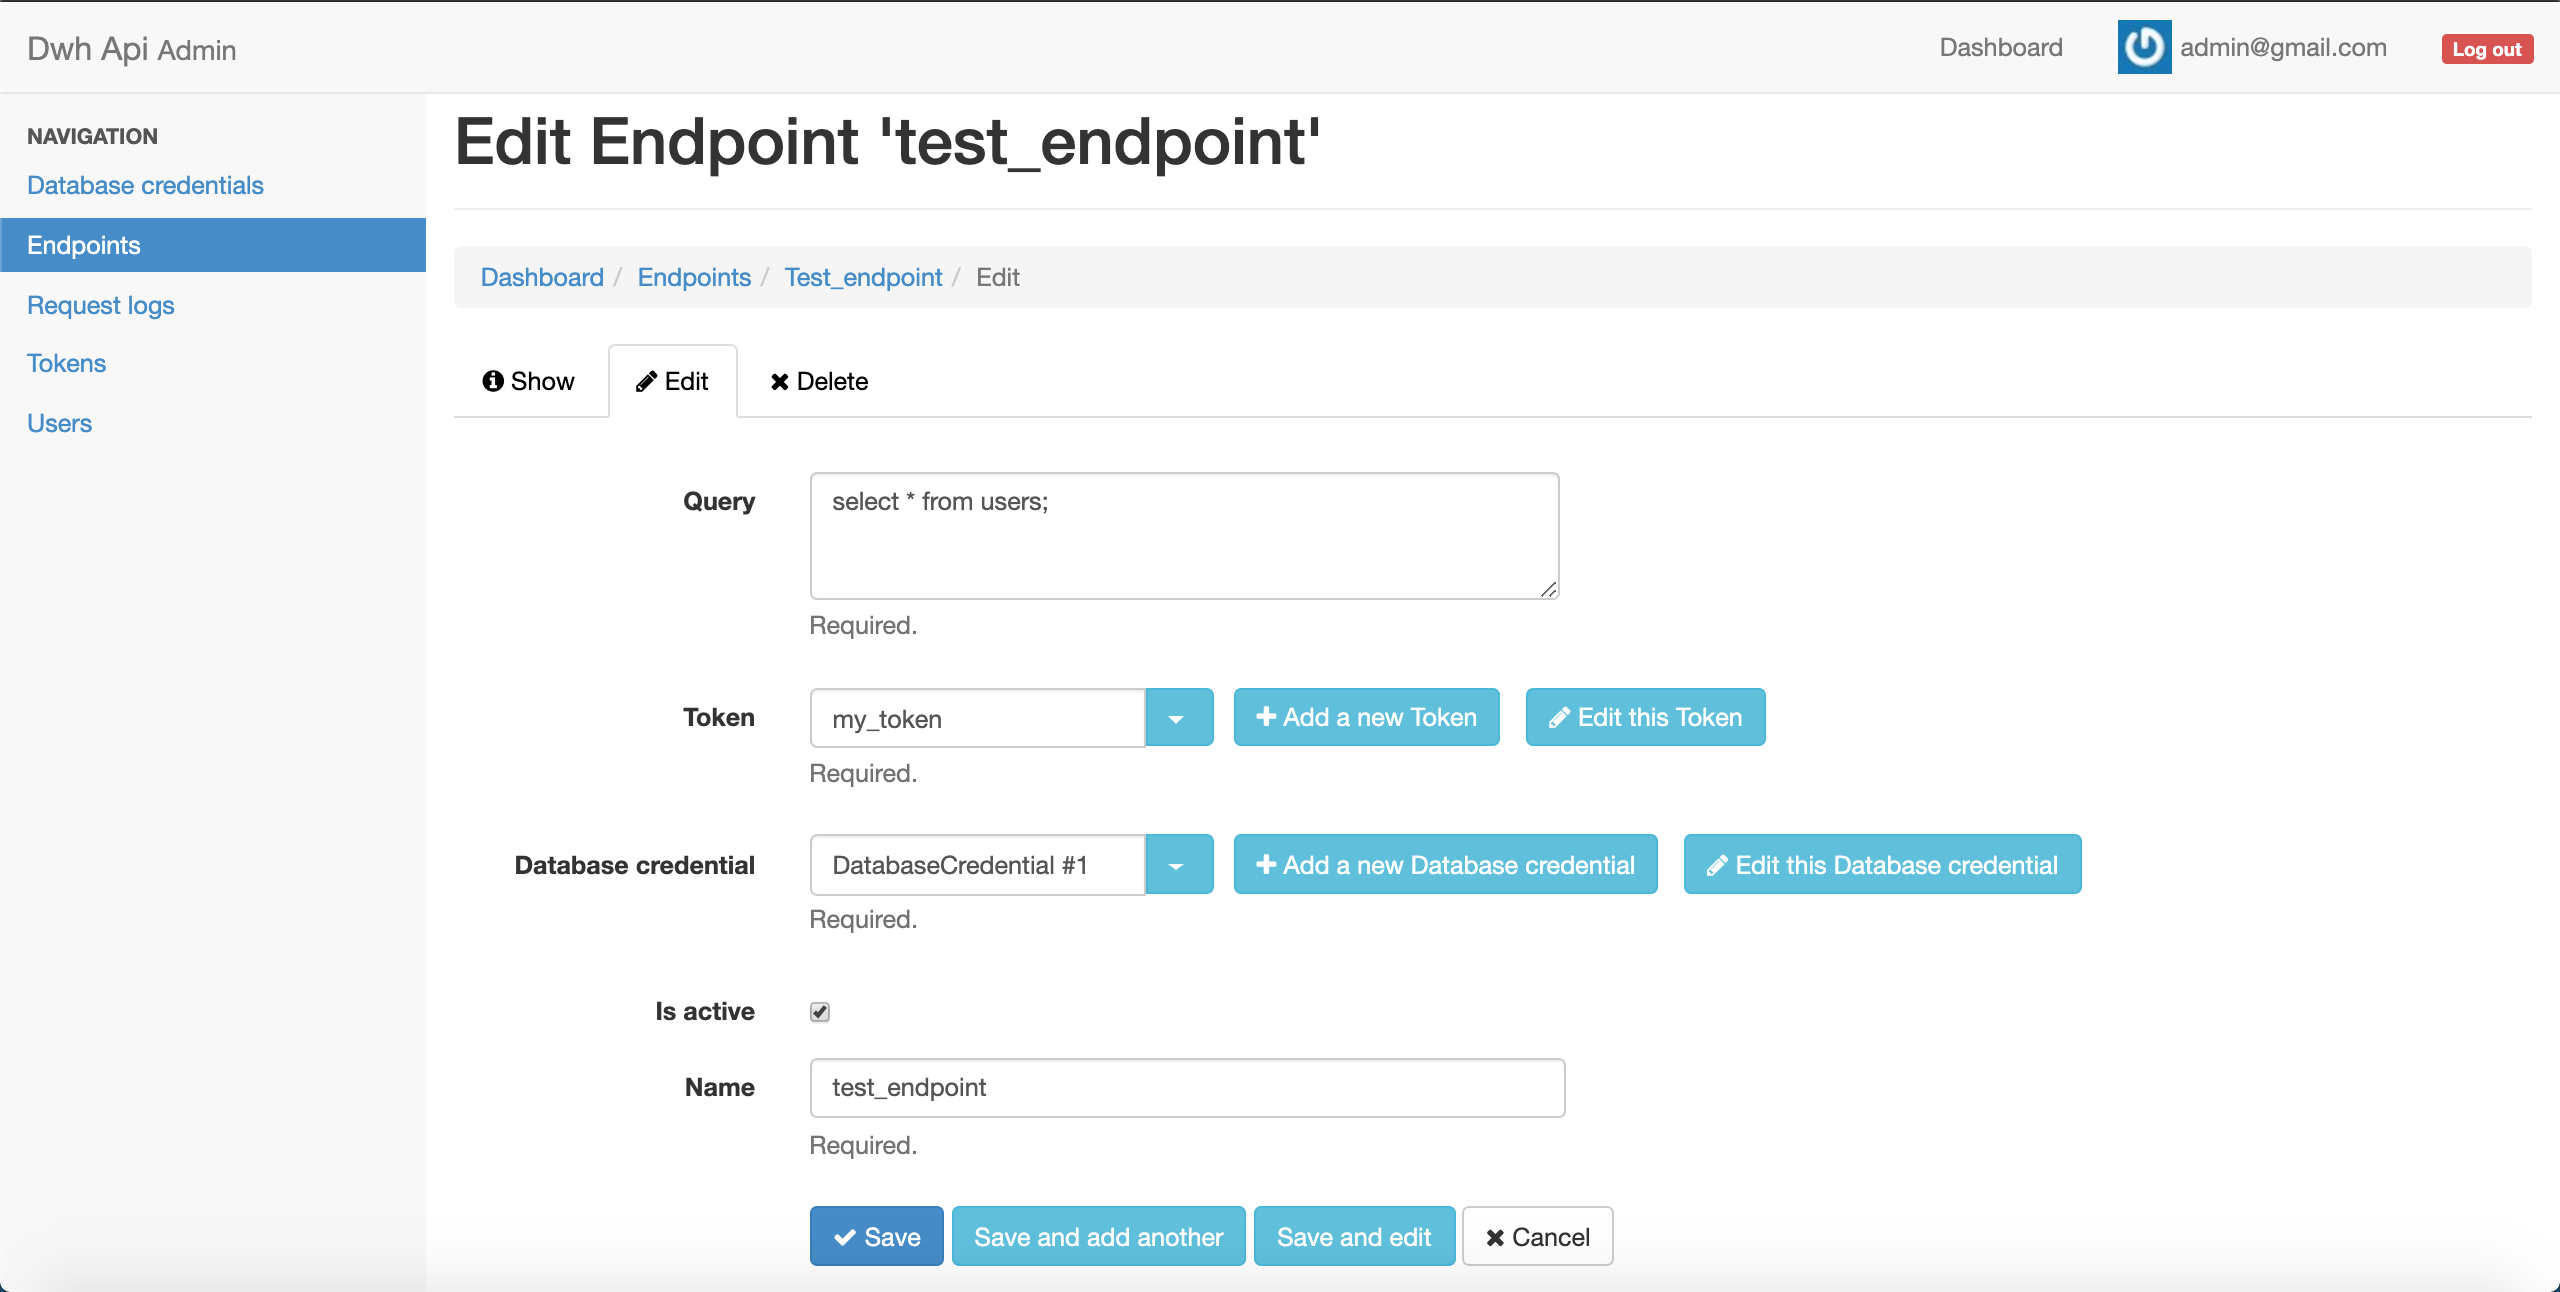 Dwh Api Admin
Dashboard
admin@gmail.com
Log out
NAVIGATION
Database credentials
Endpoints
Request logs
Tokens
Users
Edit Endpoint 'test_endpoint'
Dashboard / Endpoints / Test_endpoint / Edit
Show
Edit
Delete
Query
select * from users;
Required.
Token
my_token
Add a new Token
Edit this Token
Required.
Database credential
DatabaseCredential #1
Add a new Database credential
Edit this Database credential
Required.
Is active
Name
test_endpoint
Required.
Save
Save and add another
Save and edit
Cancel